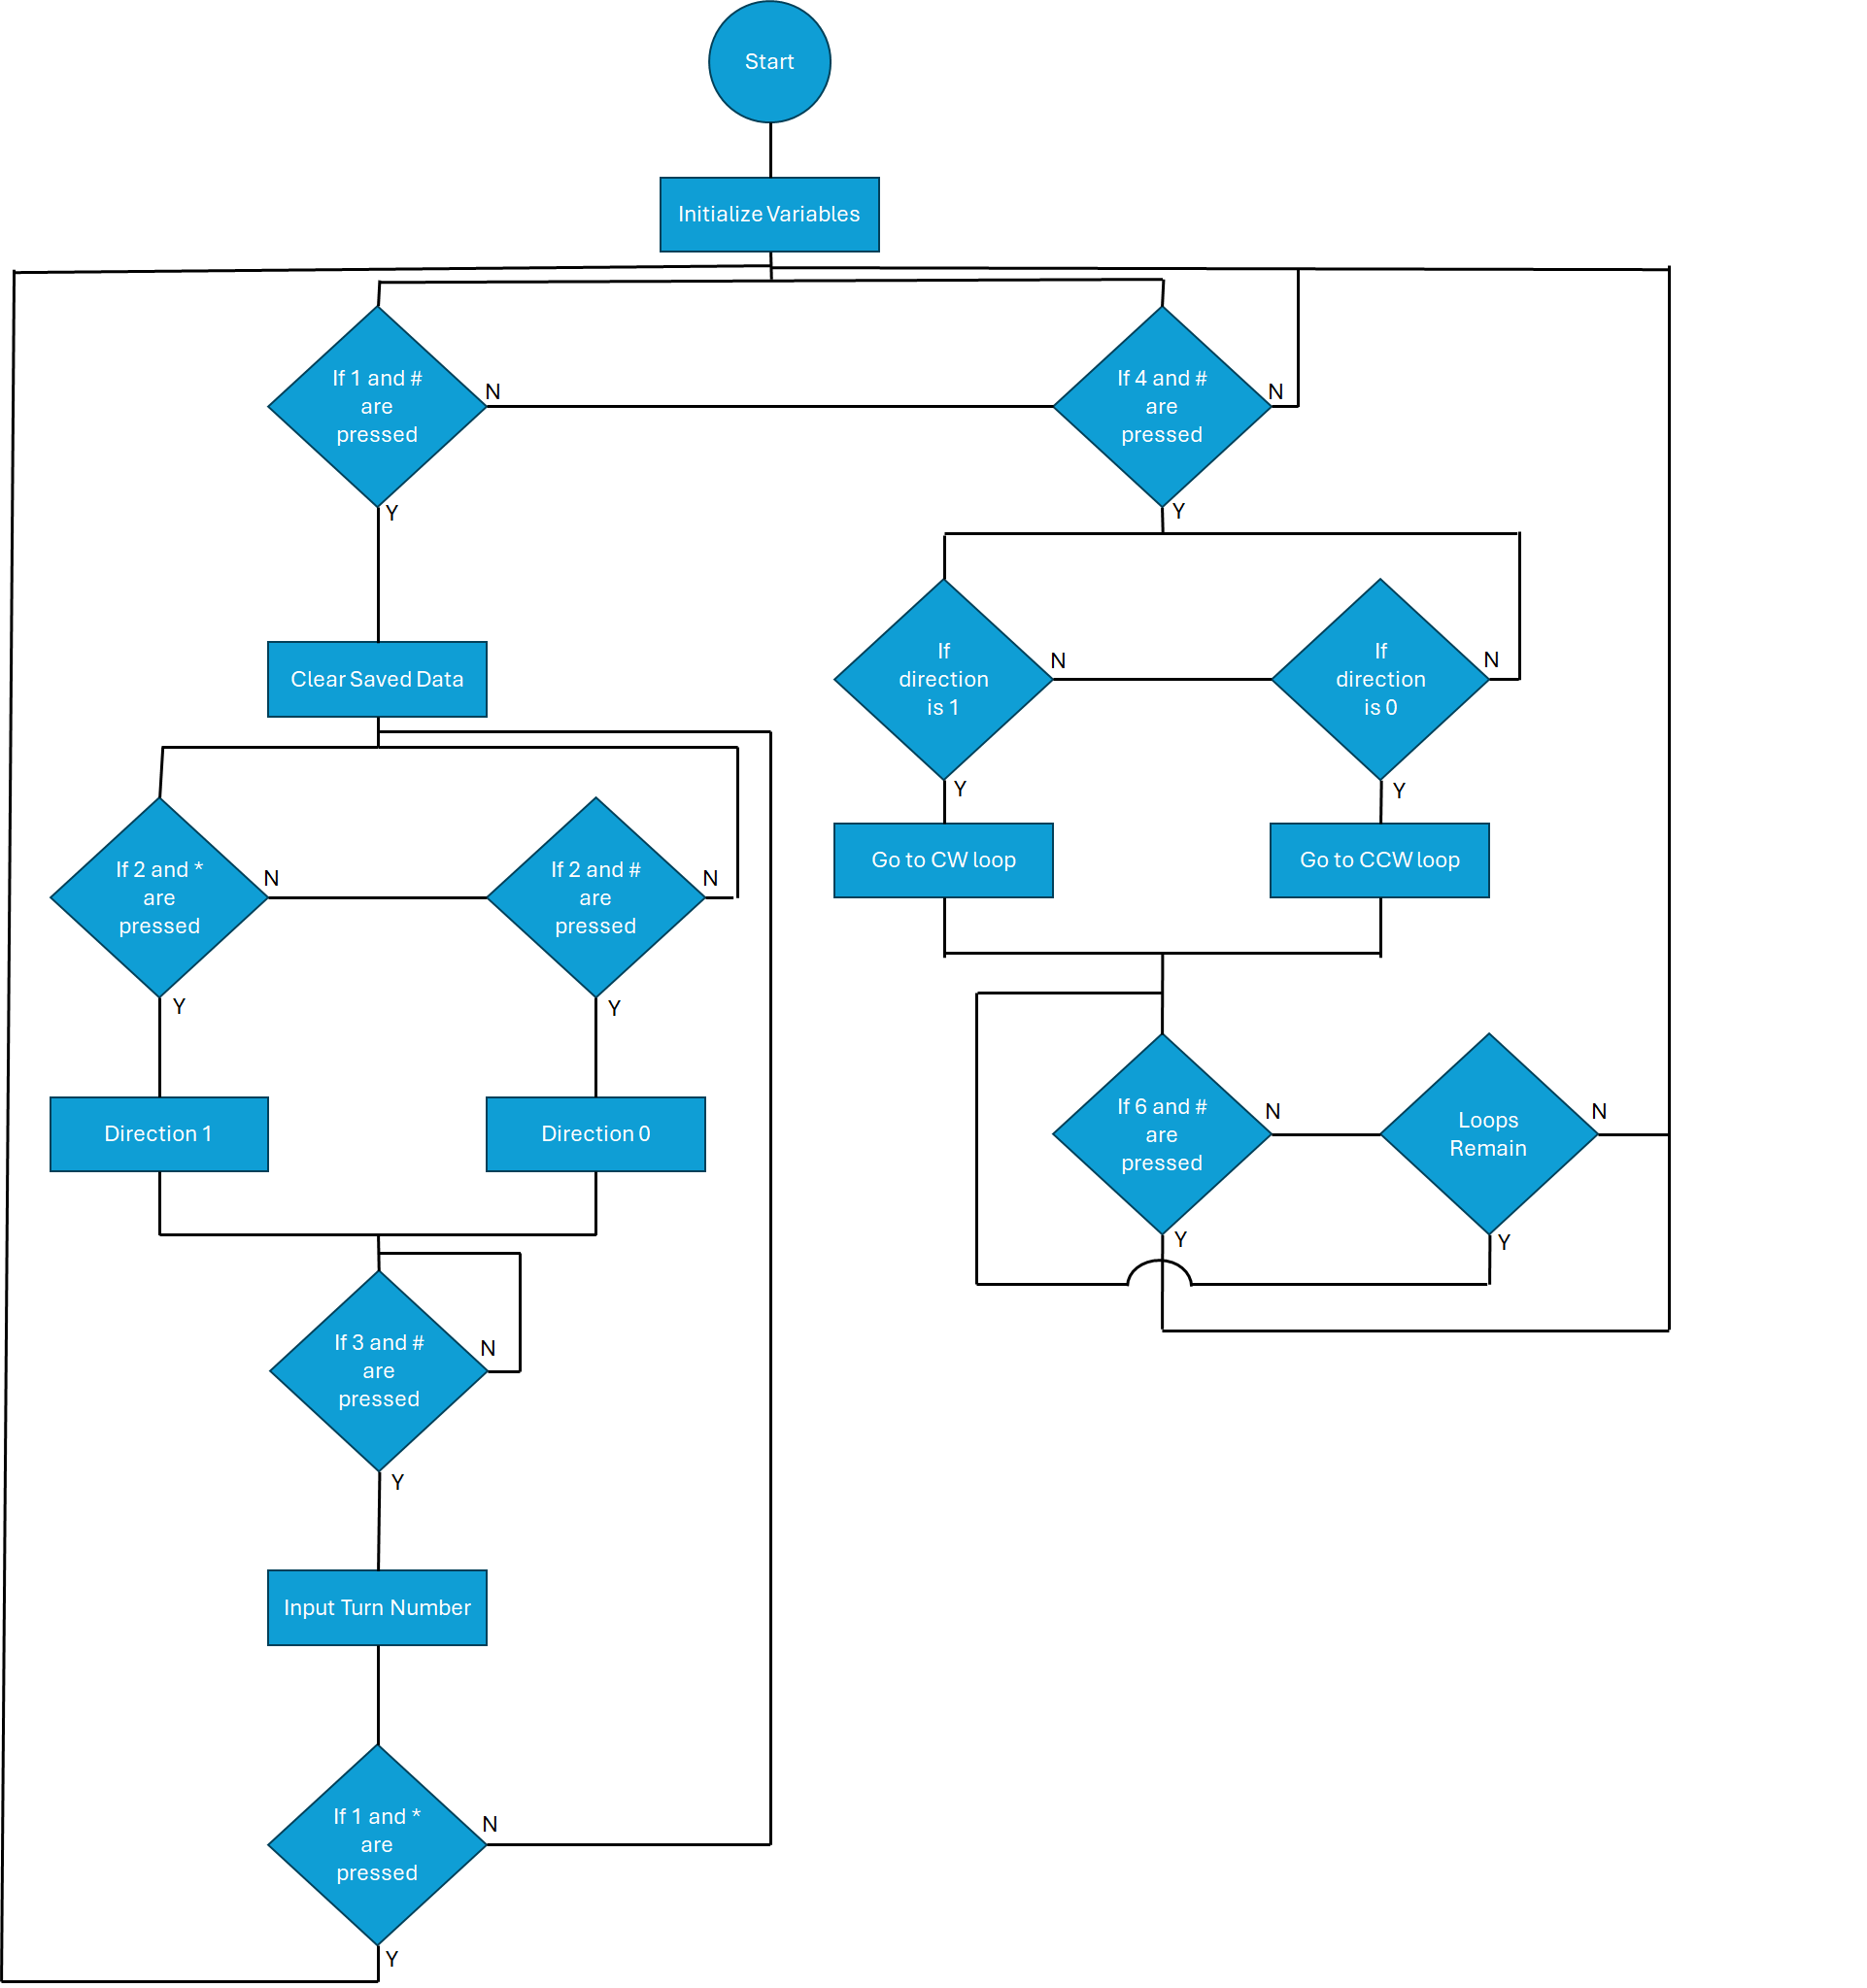 Start
Initialize Variables
If 1 and #
are
pressed
N
If 4 and #
are
pressed
N
Y
Y
Clear Saved Data
If
direction
is 1
N
If
direction
is 0
N
Y
Y
Go to CW loop
Go to CCW loop
If 2 and *
are
pressed
N
If 2 and #
are
pressed
N
Y
Y
Direction 1
Direction 0
If 6 and #
are
pressed
N
Loops
Remain
N
Y
Y
If 3 and #
are
pressed
N
Y
Input Turn Number
If 1 and *
are
pressed
N
Y